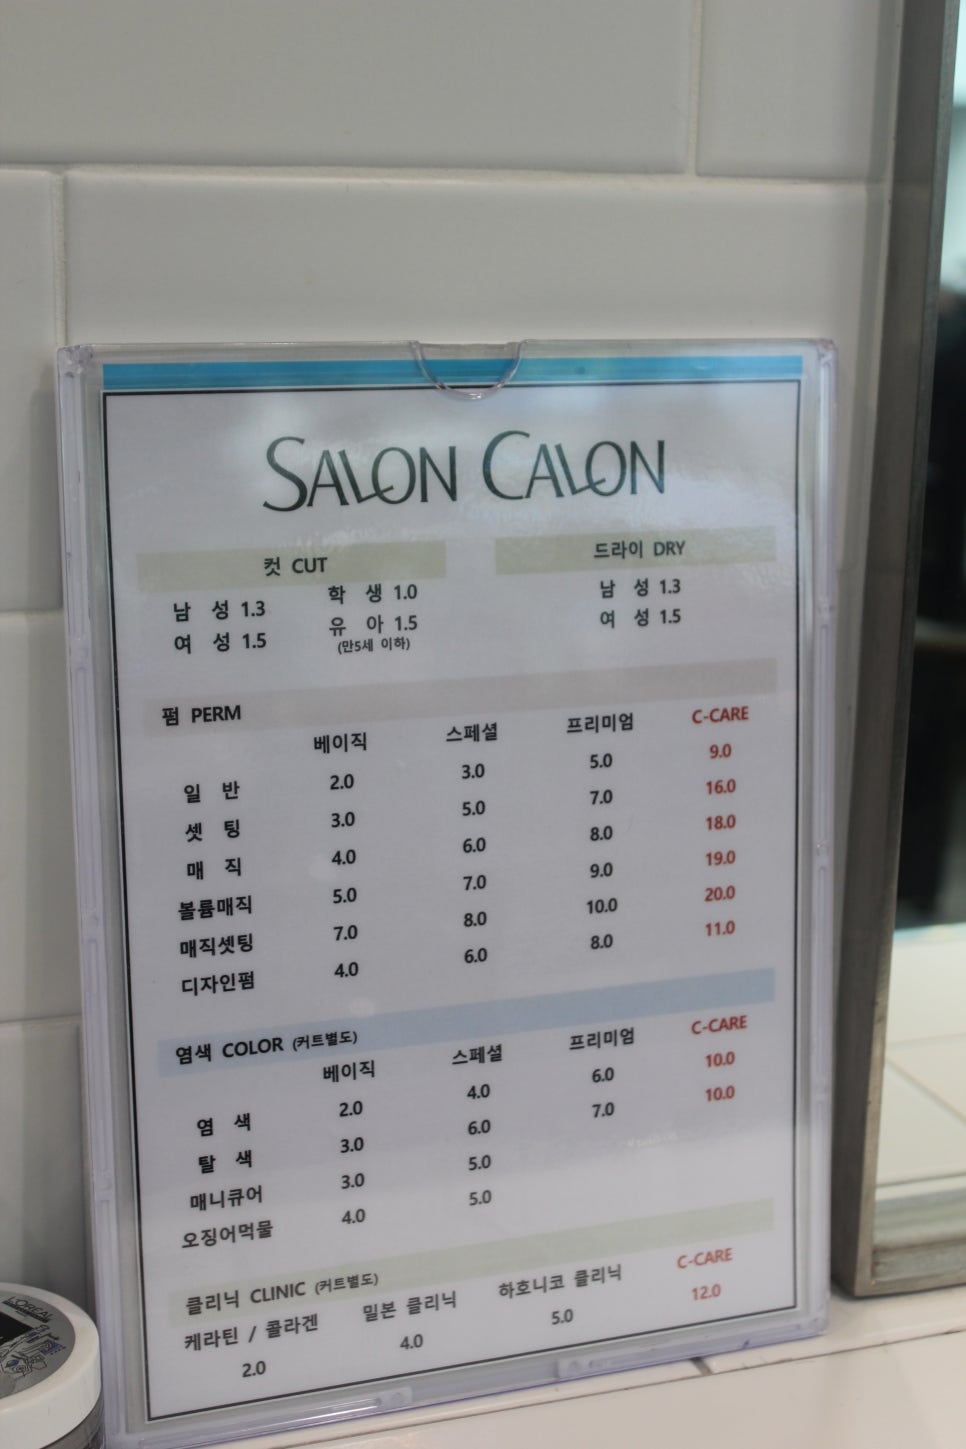 SALON CALON
컷 CUT
남 성 1.3 학 생 1.0
여 성 1.5 유 아 1.5
(만5세 이하)
드라이 DRY
남 성 1.3
여 성 1.5
펌 PERM
베이직 스페셜 프리미엄 C-CARE
일 반 2.0 3.0 5.0 9.0
셋 팅 3.0 5.0 7.0 16.0
매 직 4.0 6.0 8.0 18.0
볼륨매직 5.0 7.0 9.0 19.0
매직셋팅 7.0 8.0 10.0 20.0
디자인펌 4.0 6.0 8.0 11.0
염색 COLOR (커트별도)
베이직 스페셜 프리미엄 C-CARE
염 색 2.0 4.0 6.0 10.0
탈 색 3.0 6.0 7.0 10.0
매니큐어 3.0 5.0
오징어먹물 4.0 5.0
클리닉 CLINIC (커트별도)
케라틴 / 콜라겐 밀본 클리닉 하호니코 클리닉 C-CARE
2.0 4.0 5.0 12.0
L'OREAL